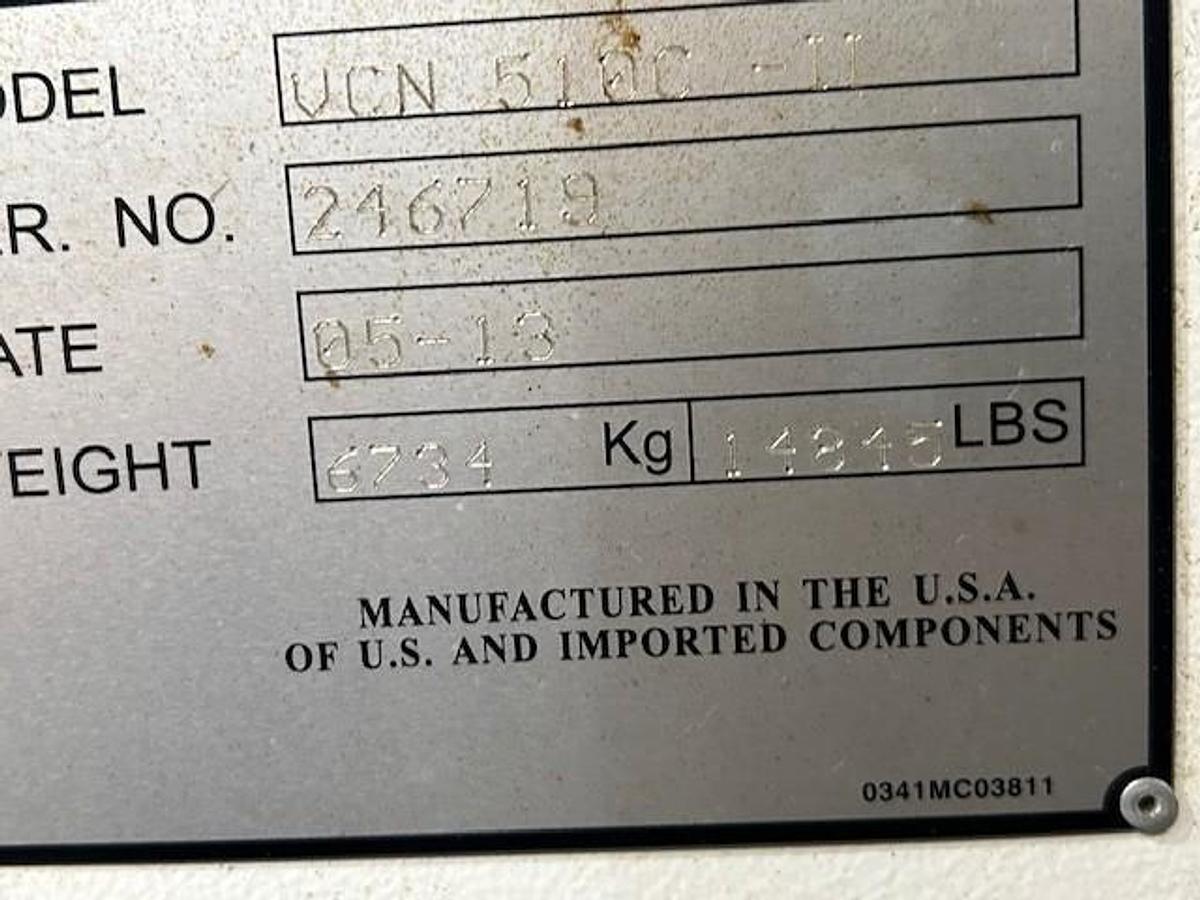 ODEL VCN 510C -II
R. NO. 246719
ATE 05-13
EIGHT 6734 Kg 14845 LBS
MANUFACTURED IN THE U.S.A.
OF U.S. AND IMPORTED COMPONENTS
0341MC03811